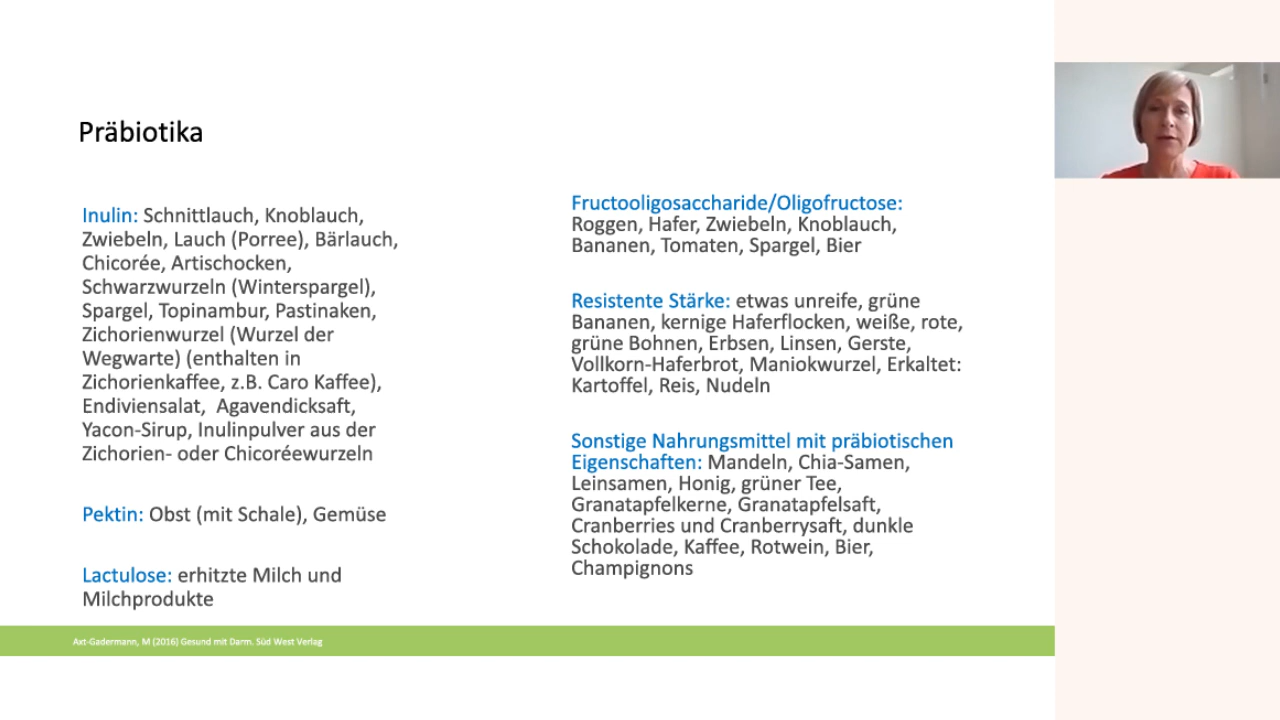 Präbiotika
Inulin: Schnittlauch, Knoblauch,
Zwiebeln, Lauch (Porree), Bärlauch,
Chicorée, Artischocken,
Schwarzwurzeln (Winterspargel),
Spargel, Topinambur, Pastinaken,
Zichorienwurzel (Wurzel der
Wegwarte) (enthalten in
Zichorienkaffee, z.B. Caro Kaffee),
Endiviensalat,  Agavendicksaft,
Yacon-Sirup, Inulinpulver aus der
Zichorien- oder Chicoréewurzeln
Pektin: Obst (mit Schale), Gemüse
Lactulose: erhitzte Milch und
Milchprodukte
Fructooligosaccharide/Oligofructose:
Roggen, Hafer, Zwiebeln, Knoblauch,
Bananen, Tomaten, Spargel, Bier
Resistente Stärke: etwas unreife, grüne
Bananen, kernige Haferflocken, weiße, rote,
grüne Bohnen, Erbsen, Linsen, Gerste,
Vollkorn-Haferbrot, Maniokwurzel, Erkaltet:
Kartoffel, Reis, Nudeln
Sonstige Nahrungsmittel mit präbiotischen
Eigenschaften: Mandeln, Chia-Samen,
Leinsamen, Honig, grüner Tee,
Granatapfelkerne, Granatapfelsaft,
Cranberries und Cranberrysaft, dunkle
Schokolade, Kaffee, Rotwein, Bier,
Champignons
Axt-Gadermann, M (2016) Gesund mit Darm. Süd West Verlag